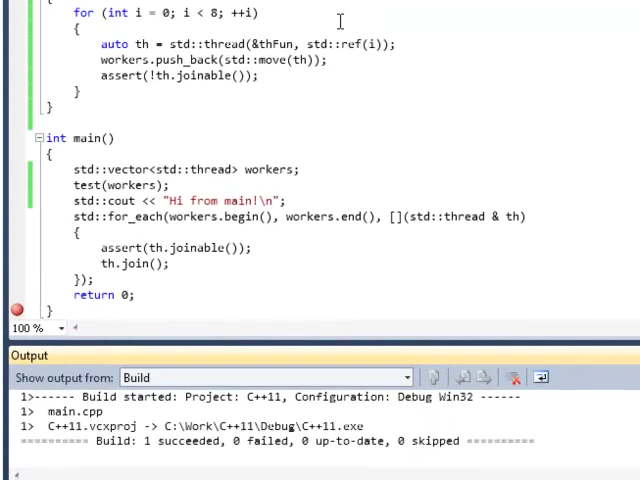 for (int i = 0; i < 8; ++i)
{
auto th = std::thread(&thFun, std::ref(i));
workers.push_back(std::move(th));
assert(!th.joinable());
}
}
int main()
{
std::vector<std::thread> workers;
test(workers);
std::cout << "Hi from main!\n";
std::for_each(workers.begin(), workers.end(), [](std::thread & th)
{
assert(th.joinable());
th.join();
});
return 0;
}
100 %
Output
Show output from: Build
1>------ Build started: Project: C++11, Configuration: Debug Win32 ------
1> main.cpp
1> C++11.vcxproj -> C:\Work\C++11\Debug\C++11.exe
========== Build: 1 succeeded, 0 failed, 0 up-to-date, 0 skipped ==========